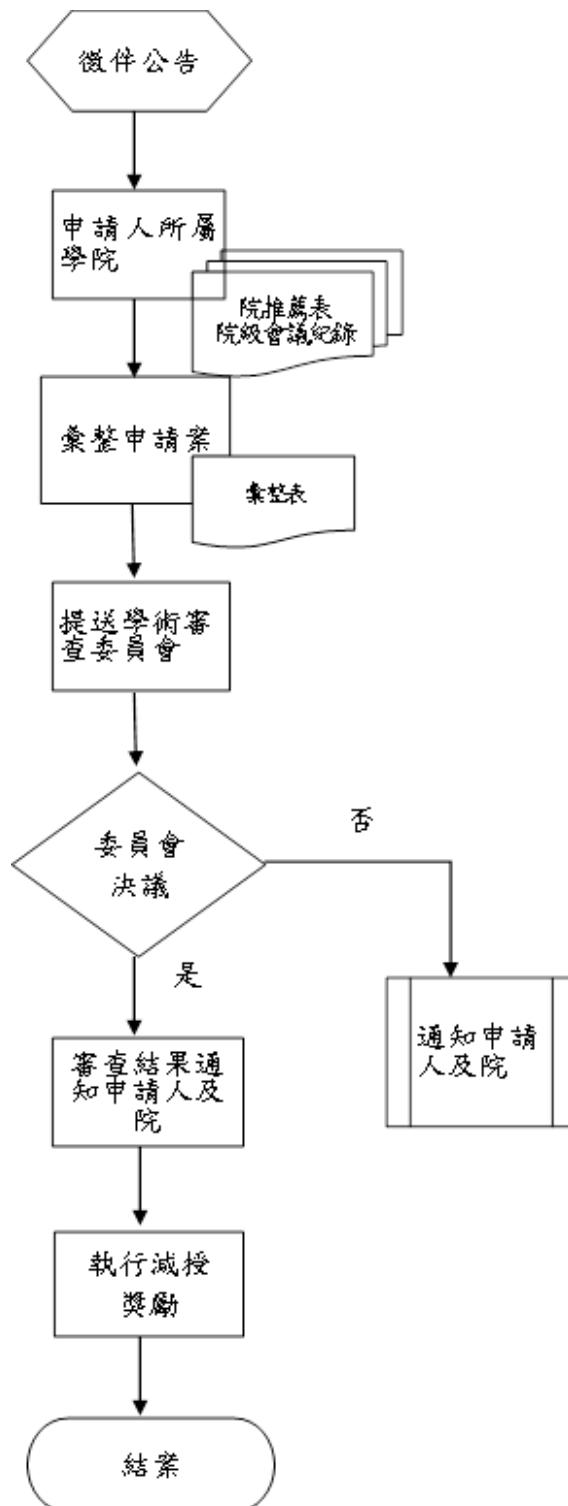 徵件公告
申請人所屬
學院
院推薦表
院級會議紀錄
彙整申請案
彙整表
提送學術審
查委員會
委員會
決議
否
是
通知申請
人及院
審查結果通
知申請人及
院
執行減授
獎勵
結案